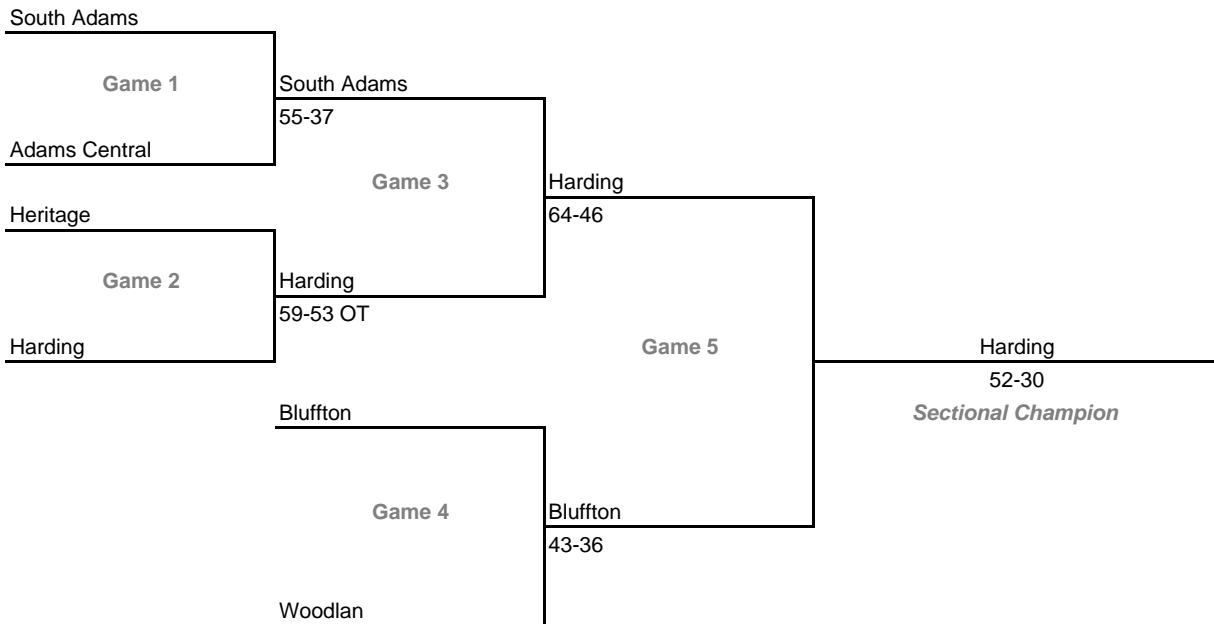 South Adams
Game 1
South Adams
55-37
Adams Central
Game 3
Harding
64-46
Heritage
Game 2
Harding
59-53 OT
Harding
Game 5
Harding
52-30
Sectional Champion
Bluffton
Game 4
Bluffton
43-36
Woodlan